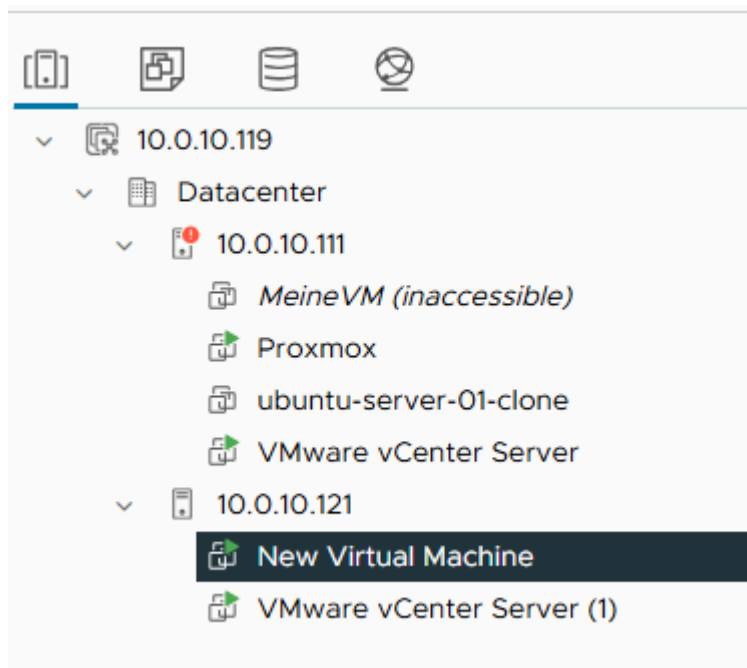 10.0.10.119
Datacenter
10.0.10.111
MeineVM (inaccessible)
Proxmox
ubuntu-server-01-clone
VMware vCenter Server
10.0.10.121
New Virtual Machine
VMware vCenter Server (1)